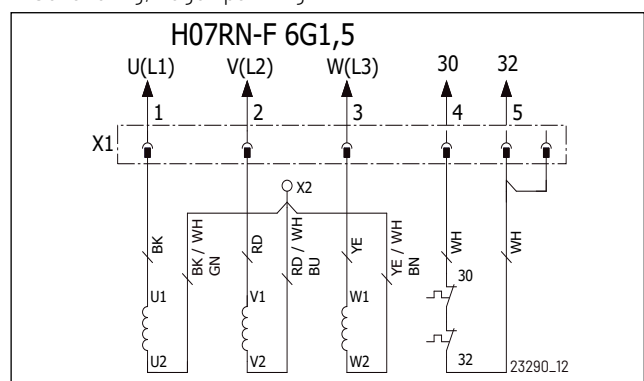 H07RN-F 6G1,5
U(L1) V(L2) W(L3) 30 32
1 2 3 4 5
X1
X2
BK BK / WH GN RD RD / WH BU YE YE / WH BN WH WH
30
U1 V1 W1
U2 V2 W2 32
23290_12